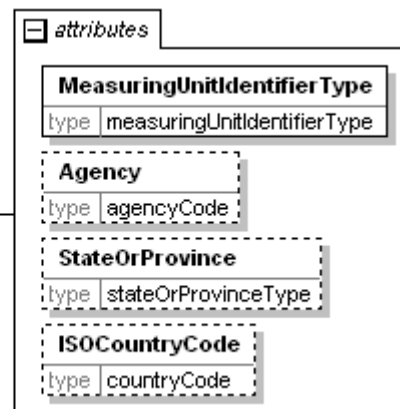 attributes
MeasuringUnitIdentifierType
type measuringUnitIdentifierType
Agency
type agencyCode
StateOrProvince
type stateOrProvinceType
ISOCountryCode
type countryCode